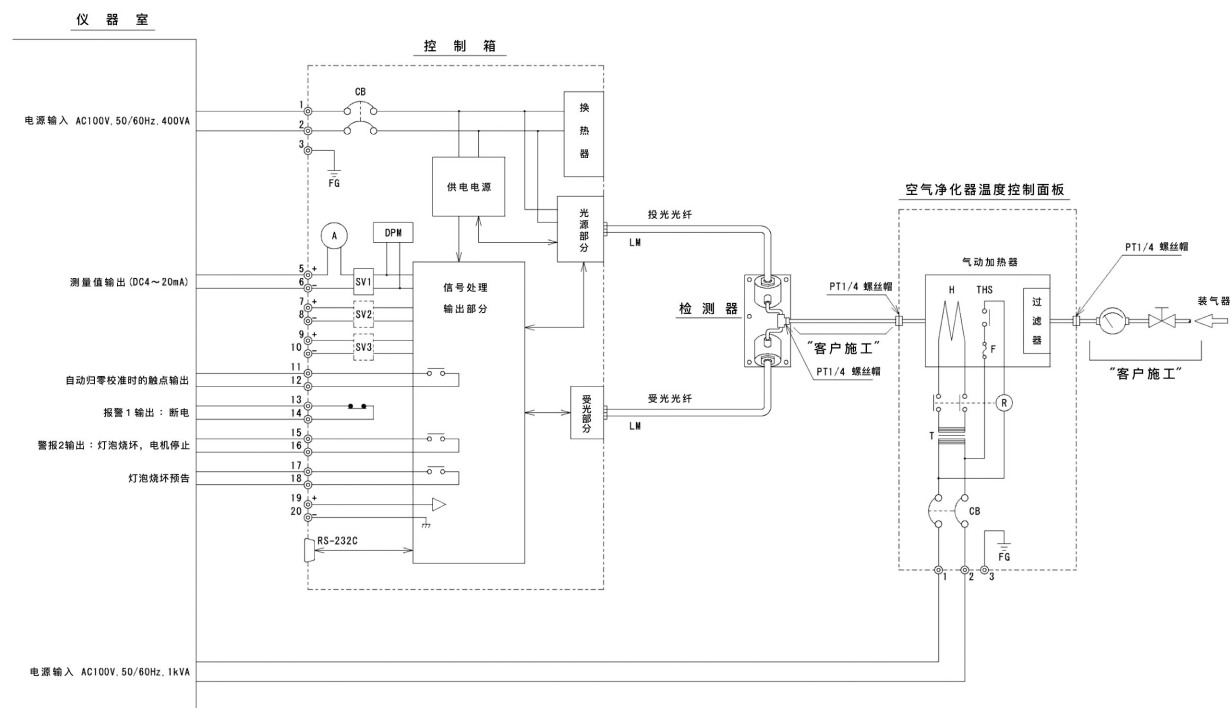 仪器室
控制箱
CB
1
电源输入 AC100V, 50/60Hz, 400VA
2
3
FG
换热器
供电电源
光源部分
投光光纤
LM
空气净化器温度控制面板
A
DPM
PT1/4 螺丝帽
气动加热器
5 +
测量值输出(DC4～20mA)
6 −
SV1
7 +
8 −
SV2
9 +
10 −
SV3
信号处理
输出部分
检测器
PT1/4 螺丝帽
H
THS
F
过滤器
装气器
"客户施工"
PT1/4 螺丝帽
"客户施工"
11
自动归零校准时的触点输出
12
13
报警1输出：断电
14
15
警报2输出：灯泡烧坏, 电机停止
16
17
灯泡烧坏预告
18
19 +
20 −
RS-232C
受光部分
受光光纤
LM
R
T
CB
FG
1
2
3
电源输入 AC100V, 50/60Hz, 1kVA